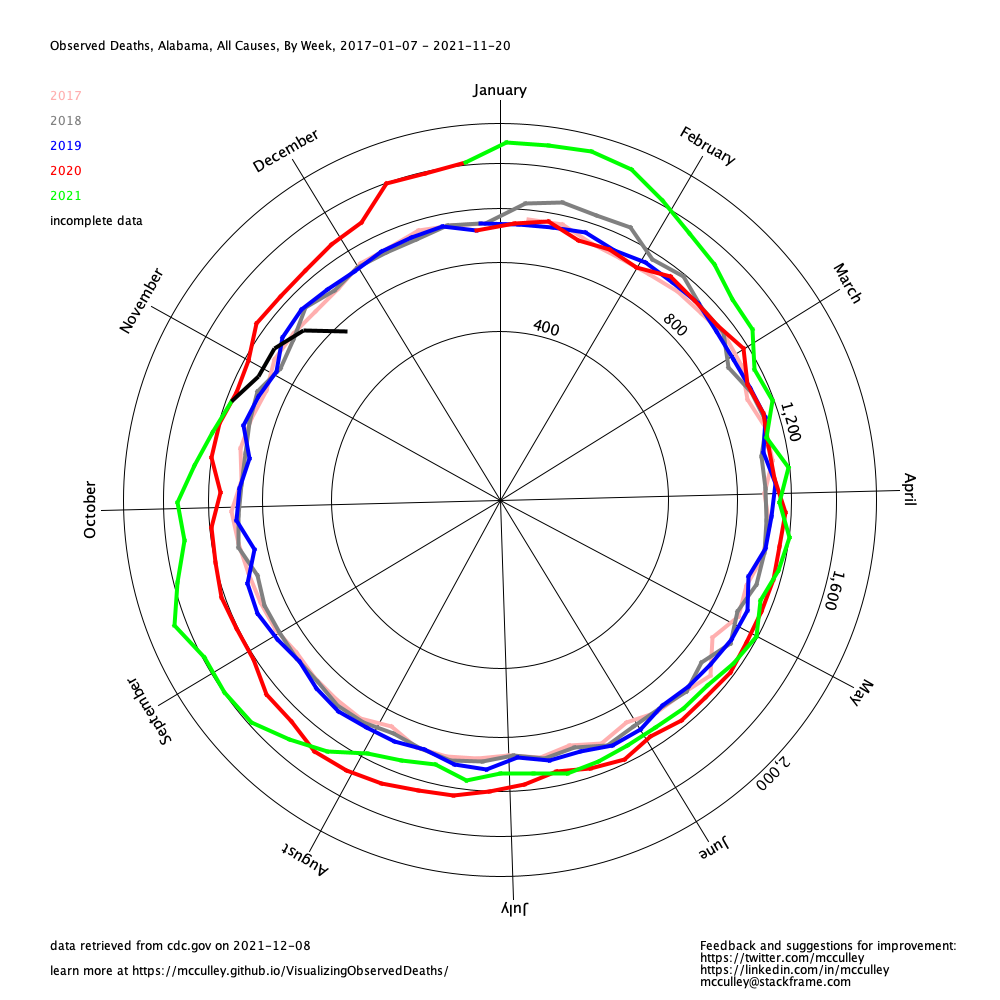 Observed Deaths, Alabama, All Causes, By Week, 2017-01-07 - 2021-11-20
2017
2018
2019
2020
2021
incomplete data
January
February
March
April
May
June
July
August
September
October
November
December
400
800
1,200
1,600
2,000
data retrieved from cdc.gov on 2021-12-08
learn more at https://mcculley.github.io/VisualizingObservedDeaths/
Feedback and suggestions for improvement:
https://twitter.com/mcculley
https://linkedin.com/in/mcculley
mcculley@stackframe.com